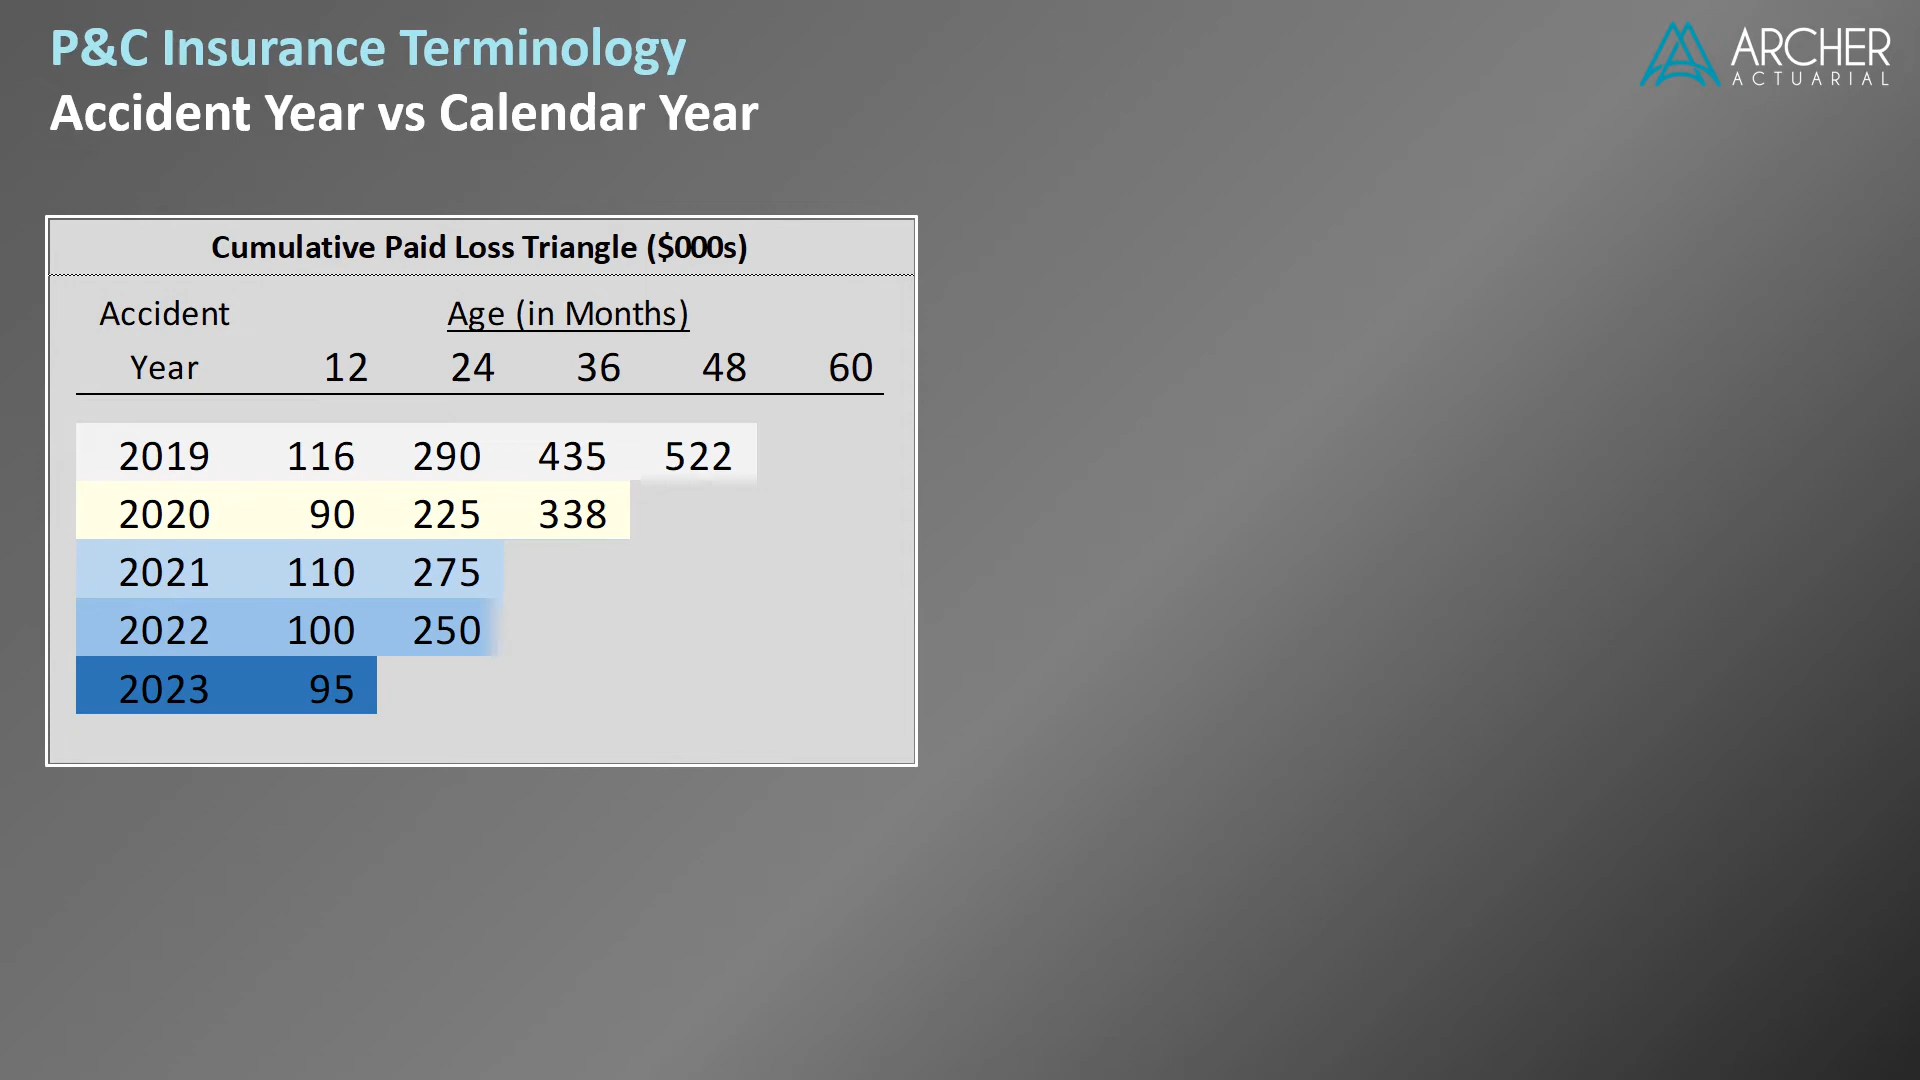 P&C Insurance Terminology
Accident Year vs Calendar Year
ARCHER
ACTUARIAL
Cumulative Paid Loss Triangle ($000s)
Accident Age (in Months)
Year 12 24 36 48 60
2019 116 290 435 522
2020 90 225 338
2021 110 275
2022 100 250
2023 95